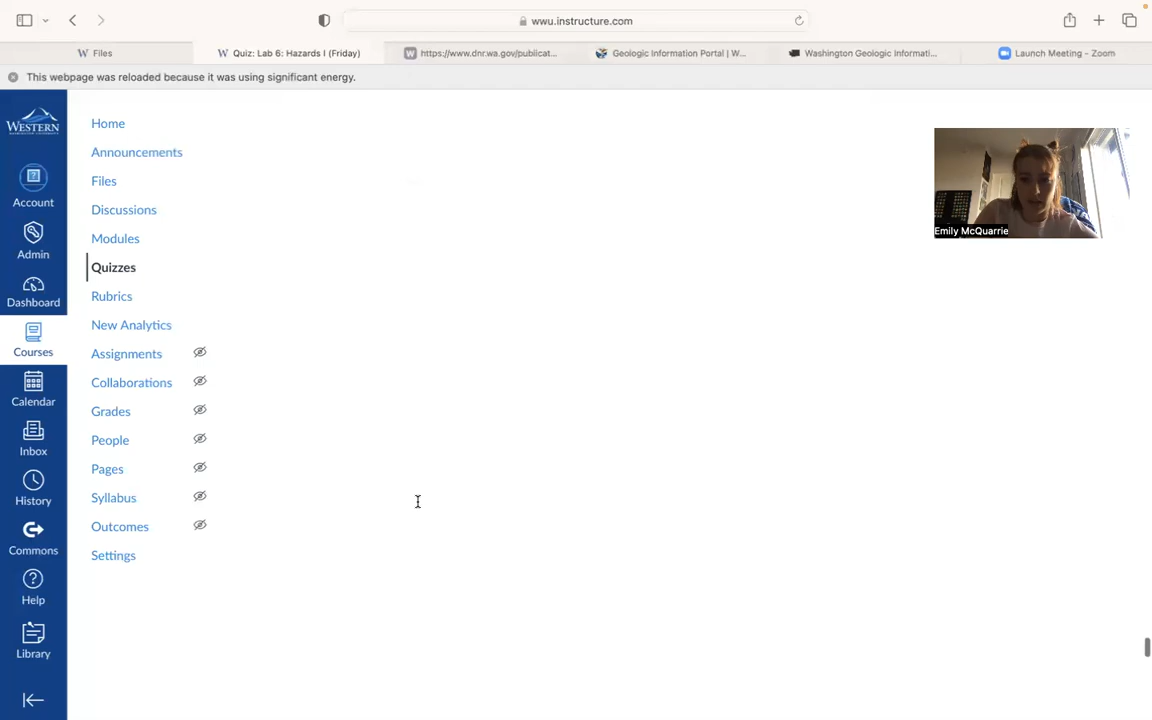 wwu.instructure.com
Files
Quiz: Lab 6: Hazards I (Friday)
https://www.dnr.wa.gov/publicat...
Geologic Information Portal | W...
Washington Geologic Informati...
Launch Meeting - Zoom
This webpage was reloaded because it was using significant energy.
WESTERN
Account
Admin
Dashboard
Courses
Calendar
Inbox
History
Commons
Help
Library
Home
Announcements
Files
Discussions
Modules
Quizzes
Rubrics
New Analytics
Assignments
Collaborations
Grades
People
Pages
Syllabus
Outcomes
Settings
Emily McQuarrie